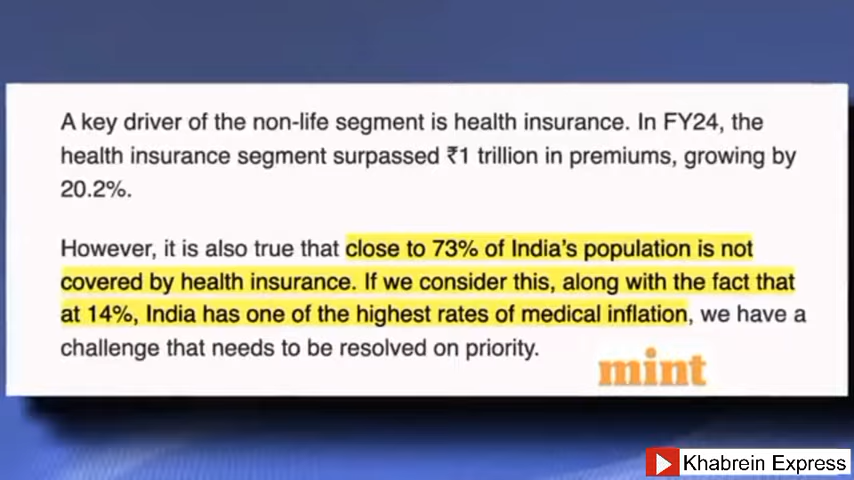 A key driver of the non-life segment is health insurance. In FY24, the
health insurance segment surpassed ₹1 trillion in premiums, growing by
20.2%.
However, it is also true that close to 73% of India's population is not
covered by health insurance. If we consider this, along with the fact that
at 14%, India has one of the highest rates of medical inflation, we have a
challenge that needs to be resolved on priority.
mint
Khabrein Express